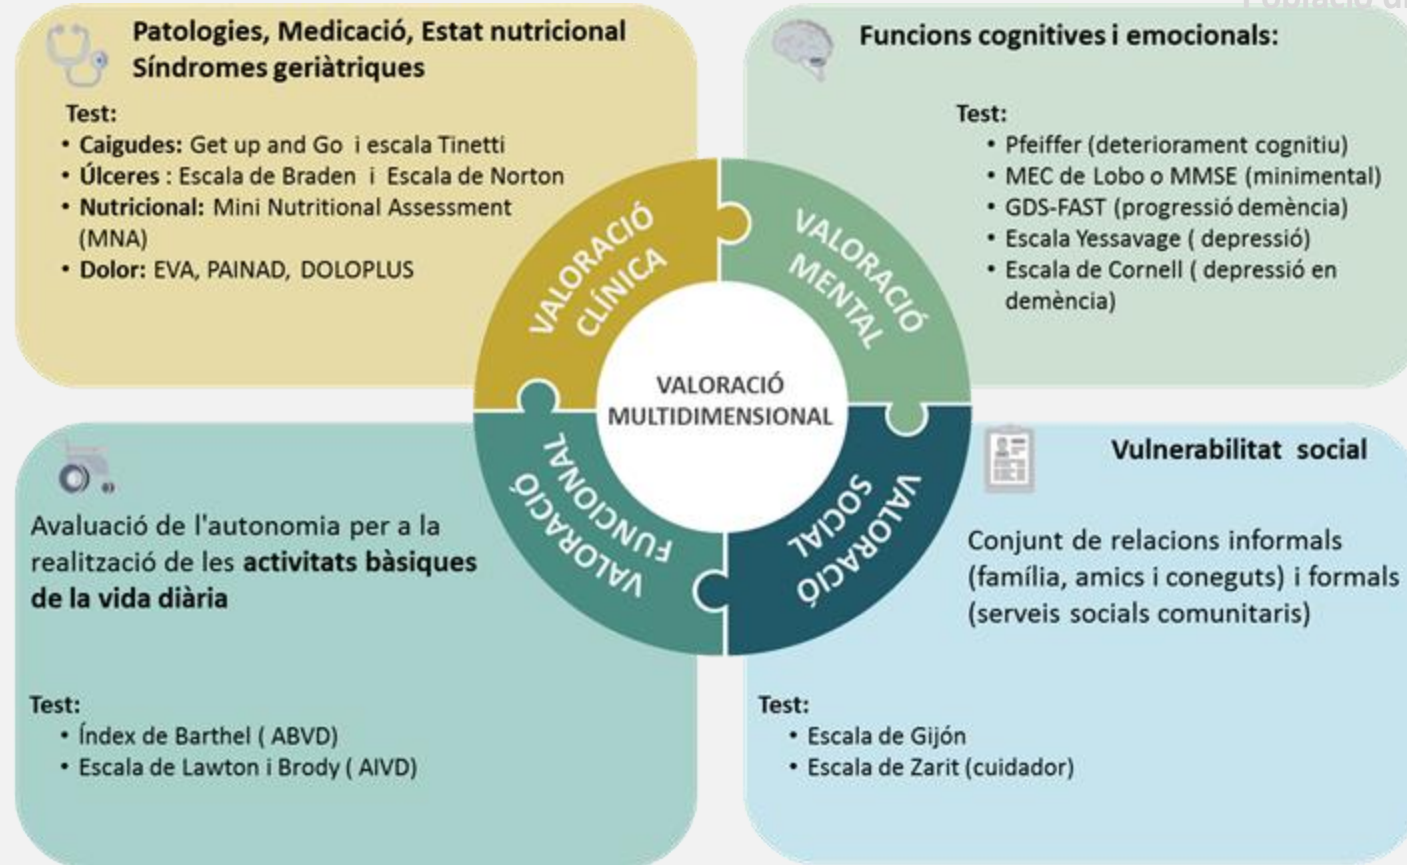 Patologies, Medicació, Estat nutricional
Síndromes geriàtriques
Test:
• Caigudes: Get up and Go i escala Tinetti
• Úlceres : Escala de Braden i Escala de Norton
• Nutricional: Mini Nutritional Assessment
(MNA)
• Dolor: EVA, PAINAD, DOLOPLUS
Funcions cognitives i emocionals:
Test:
• Pfeiffer (deteriorament cognitiu)
• MEC de Lobo o MMSE (minimental)
• GDS-FAST (progressió demència)
• Escala Yessavage ( depressió)
• Escala de Cornell ( depressió en
demència)
VALORACIÓ
CLÍNICA
VALORACIÓ
MENTAL
VALORACIÓ
MULTIDIMENSIONAL
VALORACIÓ
FUNCIONAL
VALORACIÓ
SOCIAL
Avaluació de l'autonomia per a la
realització de les activitats bàsiques
de la vida diària
Test:
• Índex de Barthel ( ABVD)
• Escala de Lawton i Brody ( AIVD)
Vulnerabilitat social
Conjunt de relacions informals
(família, amics i coneguts) i formals
(serveis socials comunitaris)
Test:
• Escala de Gijón
• Escala de Zarit (cuidador)